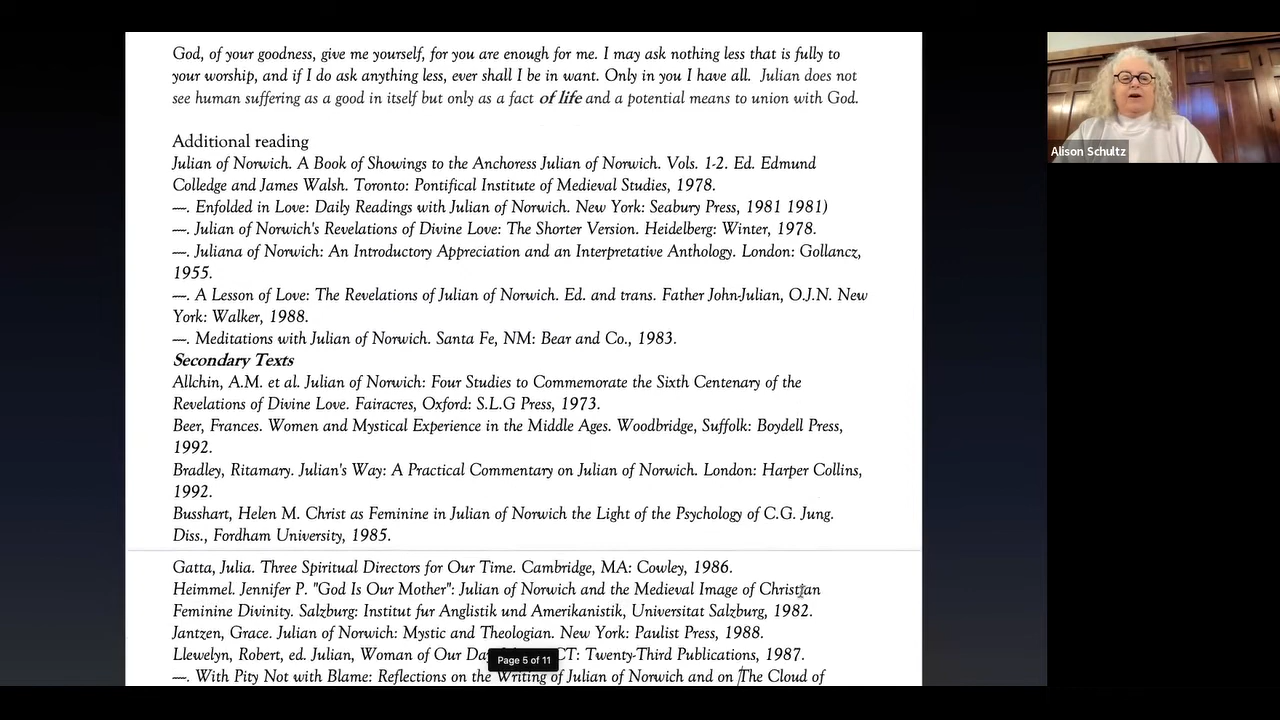 God, of your goodness, give me yourself, for you are enough for me. I may ask nothing less that is fully to
your worship, and if I do ask anything less, ever shall I be in want. Only in you I have all. Julian does not
see human suffering as a good in itself but only as a fact of life and a potential means to union with God.
Additional reading
Julian of Norwich. A Book of Showings to the Anchoress Julian of Norwich. Vols. 1-2. Ed. Edmund
Colledge and James Walsh. Toronto: Pontifical Institute of Medieval Studies, 1978.
—. Enfolded in Love: Daily Readings with Julian of Norwich. New York: Seabury Press, 1981 1981)
—. Julian of Norwich's Revelations of Divine Love: The Shorter Version. Heidelberg: Winter, 1978.
—. Juliana of Norwich: An Introductory Appreciation and an Interpretative Anthology. London: Gollancz,
1955.
—. A Lesson of Love: The Revelations of Julian of Norwich. Ed. and trans. Father John-Julian, O.J.N. New
York: Walker, 1988.
—. Meditations with Julian of Norwich. Santa Fe, NM: Bear and Co., 1983.
Secondary Texts
Allchin, A.M. et al. Julian of Norwich: Four Studies to Commemorate the Sixth Centenary of the
Revelations of Divine Love. Fairacres, Oxford: S.L.G Press, 1973.
Beer, Frances. Women and Mystical Experience in the Middle Ages. Woodbridge, Suffolk: Boydell Press,
1992.
Bradley, Ritamary. Julian's Way: A Practical Commentary on Julian of Norwich. London: Harper Collins,
1992.
Busshart, Helen M. Christ as Feminine in Julian of Norwich the Light of the Psychology of C.G. Jung.
Diss., Fordham University, 1985.
Gatta, Julia. Three Spiritual Directors for Our Time. Cambridge, MA: Cowley, 1986.
Heimmel. Jennifer P. "God Is Our Mother": Julian of Norwich and the Medieval Image of Christian
Feminine Divinity. Salzburg: Institut fur Anglistik und Amerikanistik, Universitat Salzburg, 1982.
Jantzen, Grace. Julian of Norwich: Mystic and Theologian. New York: Paulist Press, 1988.
Llewelyn, Robert, ed. Julian, Woman of Our CT: Twenty-Third Publications, 1987.
Page 5 of 11
—. With Pity Not with Blame: Reflections on the Writing of Julian of Norwich and on The Cloud of
Alison Schultz